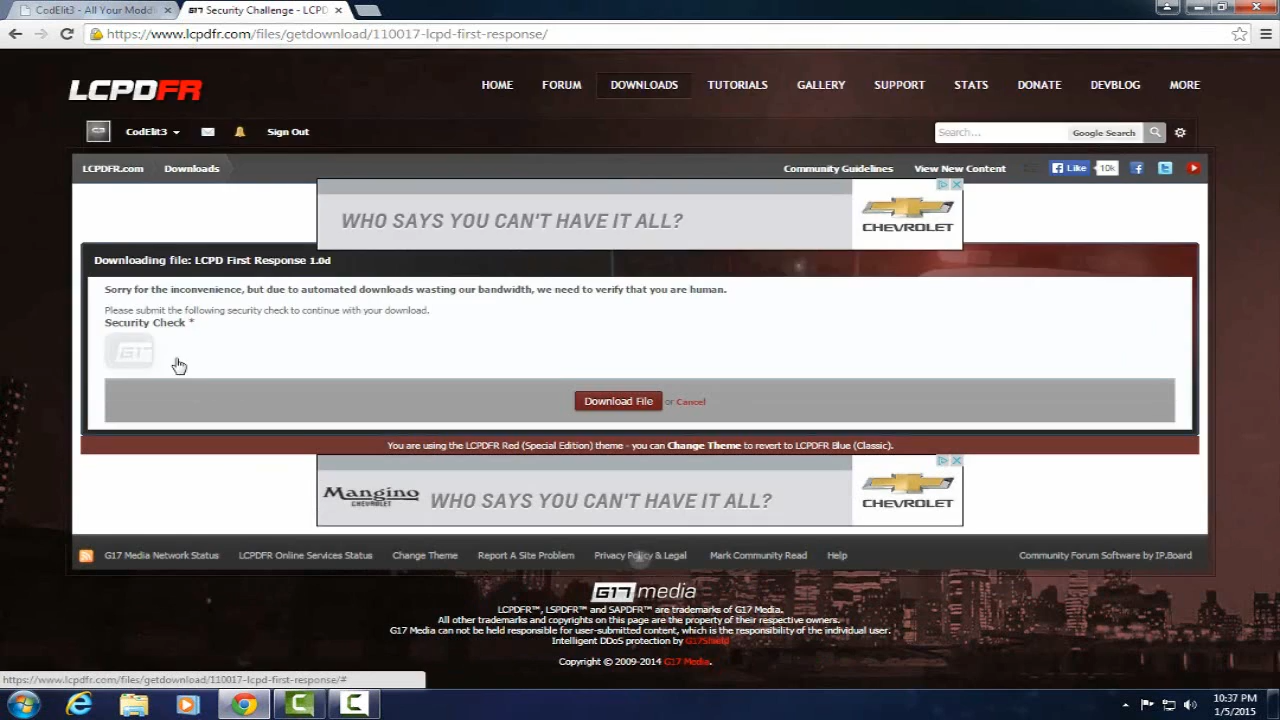 CodElit3 - All Your Modd
G17 Security Challenge - LCPD
https://www.lcpdfr.com/files/getdownload/110017-lcpd-first-response/
LCPDFR
HOME FORUM DOWNLOADS TUTORIALS GALLERY SUPPORT STATS DONATE DEVBLOG MORE
CodElit3 Sign Out Search... Google Search
LCPDFR.com Downloads Community Guidelines View New Content Like 10k
WHO SAYS YOU CAN'T HAVE IT ALL? CHEVROLET
Downloading file: LCPD First Response 1.0d
Sorry for the inconvenience, but due to automated downloads wasting our bandwidth, we need to verify that you are human.
Please submit the following security check to continue with your download.
Security Check *
G17
Download File or Cancel
You are using the LCPDFR Red (Special Edition) theme - you can Change Theme to revert to LCPDFR Blue (Classic).
Mangino CHEVROLET WHO SAYS YOU CAN'T HAVE IT ALL? CHEVROLET
G17 Media Network Status LCPDFR Online Services Status Change Theme Report A Site Problem Privacy Policy & Legal Mark Community Read Help Community Forum Software by IP.Board
G17 media
LCPDFR™, LSPDFR™ and SAPDFR™ are trademarks of G17 Media.
All other trademarks and copyrights on this page are the property of their respective owners.
G17 Media can not be held responsible for user-submitted content, which is the responsibility of the individual user.
Intelligent DDoS protection by G17Shield
Copyright © 2009-2014 G17 Media.
https://www.lcpdfr.com/files/getdownload/110017-lcpd-first-response/#
10:37 PM
1/5/2015